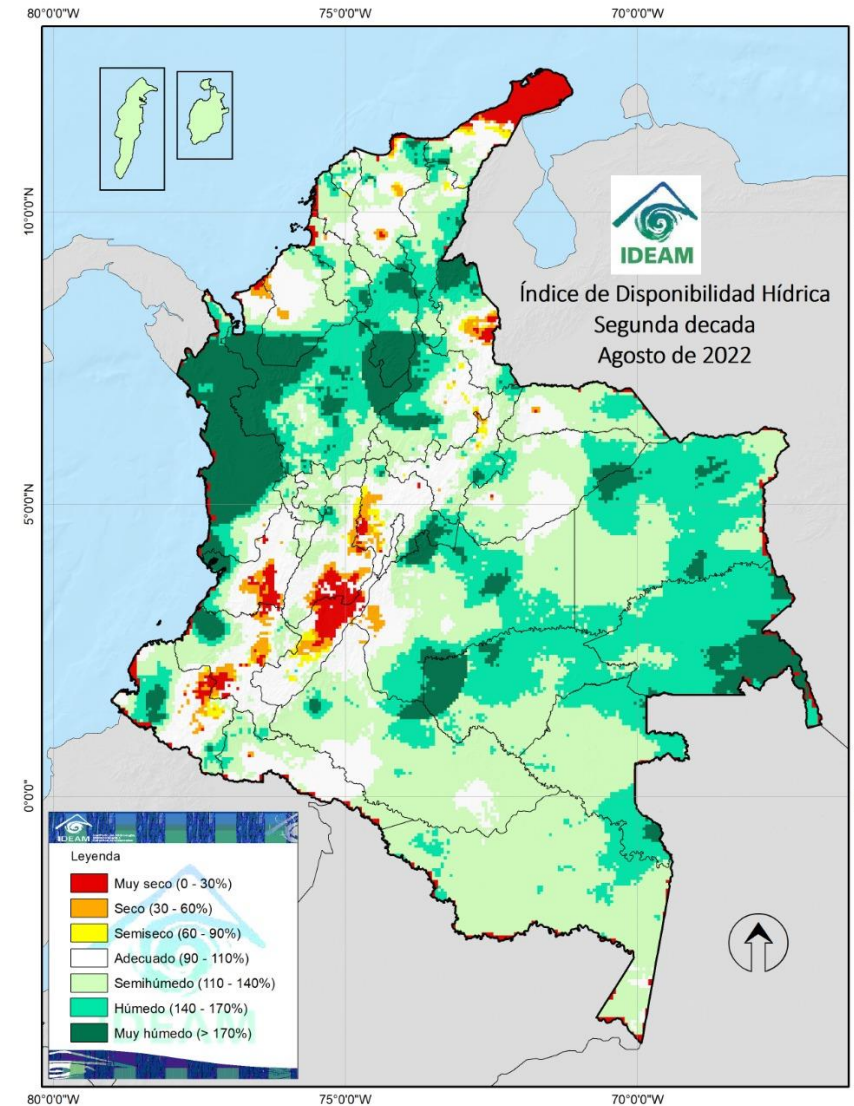 80°0'0"W 75°0'0"W 70°0'0"W
10°0'0"N
IDEAM
Índice de Disponibilidad Hídrica
Segunda decada
Agosto de 2022
5°0'0"N
0°0'0"
IDEAM
Leyenda
Muy seco (0 - 30%)
Seco (30 - 60%)
Semiseco (60 - 90%)
Adecuado (90 - 110%)
Semihúmedo (110 - 140%)
Húmedo (140 - 170%)
Muy húmedo (> 170%)
IDEAM
80°0'0"W 75°0'0"W 70°0'0"W